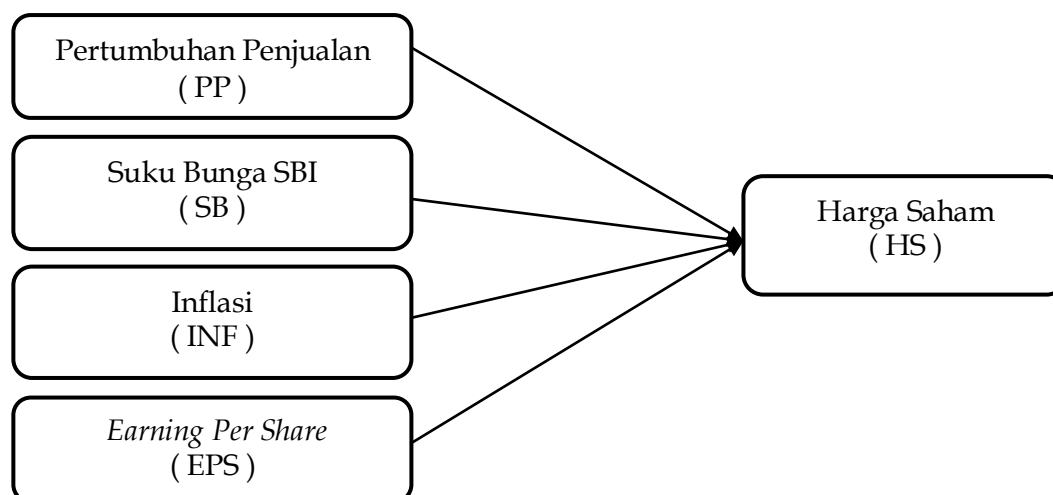 Pertumbuhan Penjualan
( PP )
Suku Bunga SBI
( SB )
Inflasi
( INF )
Earning Per Share
( EPS )
Harga Saham
( HS )